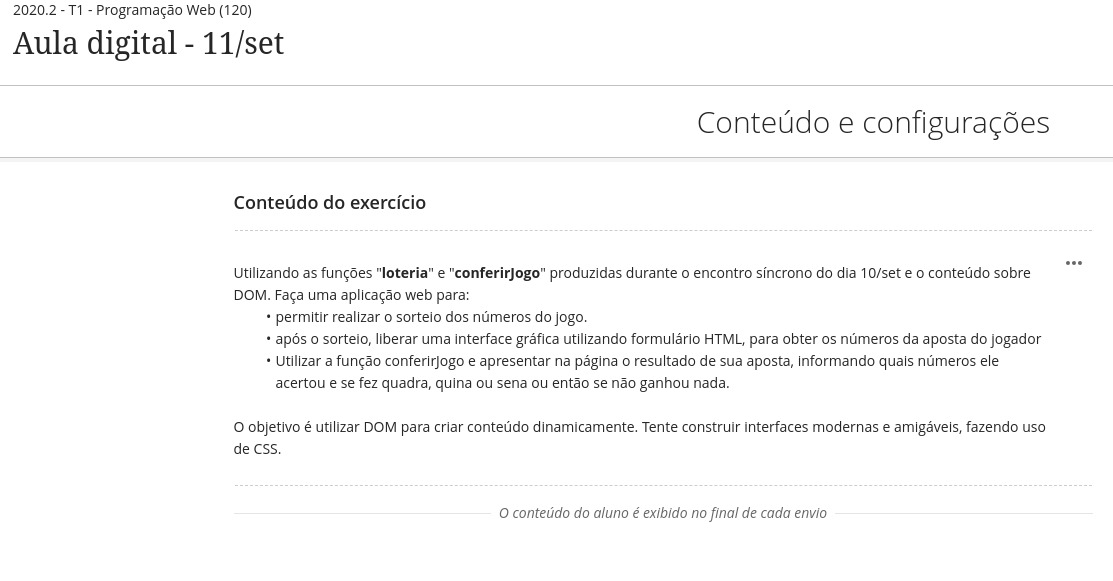 2020.2 - T1 - Programação Web (120)
Aula digital - 11/set
Conteúdo e configurações
Conteúdo do exercício
Utilizando as funções "loteria" e "conferirJogo" produzidas durante o encontro síncrono do dia 10/set e o conteúdo sobre
DOM. Faça uma aplicação web para:
• permitir realizar o sorteio dos números do jogo.
• após o sorteio, liberar uma interface gráfica utilizando formulário HTML, para obter os números da aposta do jogador
• Utilizar a função conferirJogo e apresentar na página o resultado de sua aposta, informando quais números ele
acertou e se fez quadra, quina ou sena ou então se não ganhou nada.
O objetivo é utilizar DOM para criar conteúdo dinamicamente. Tente construir interfaces modernas e amigáveis, fazendo uso
de CSS.
O conteúdo do aluno é exibido no final de cada envio